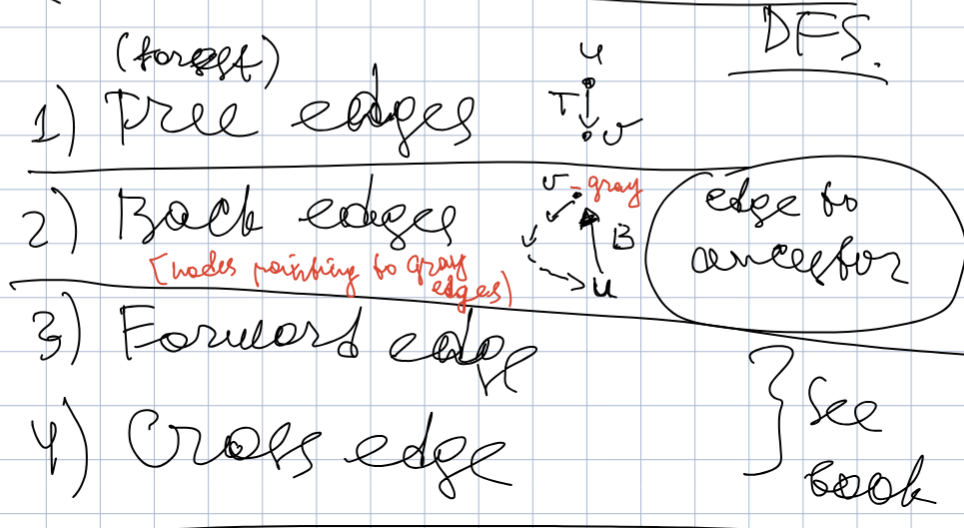 DFS.
(forest)
1) Tree edges
u
T
v
2) Back edges
[nodes pointing to gray
edges)
v - gray
B
u
edge to
ancestor
3) Forward edge
4) Cross edge
} See
book